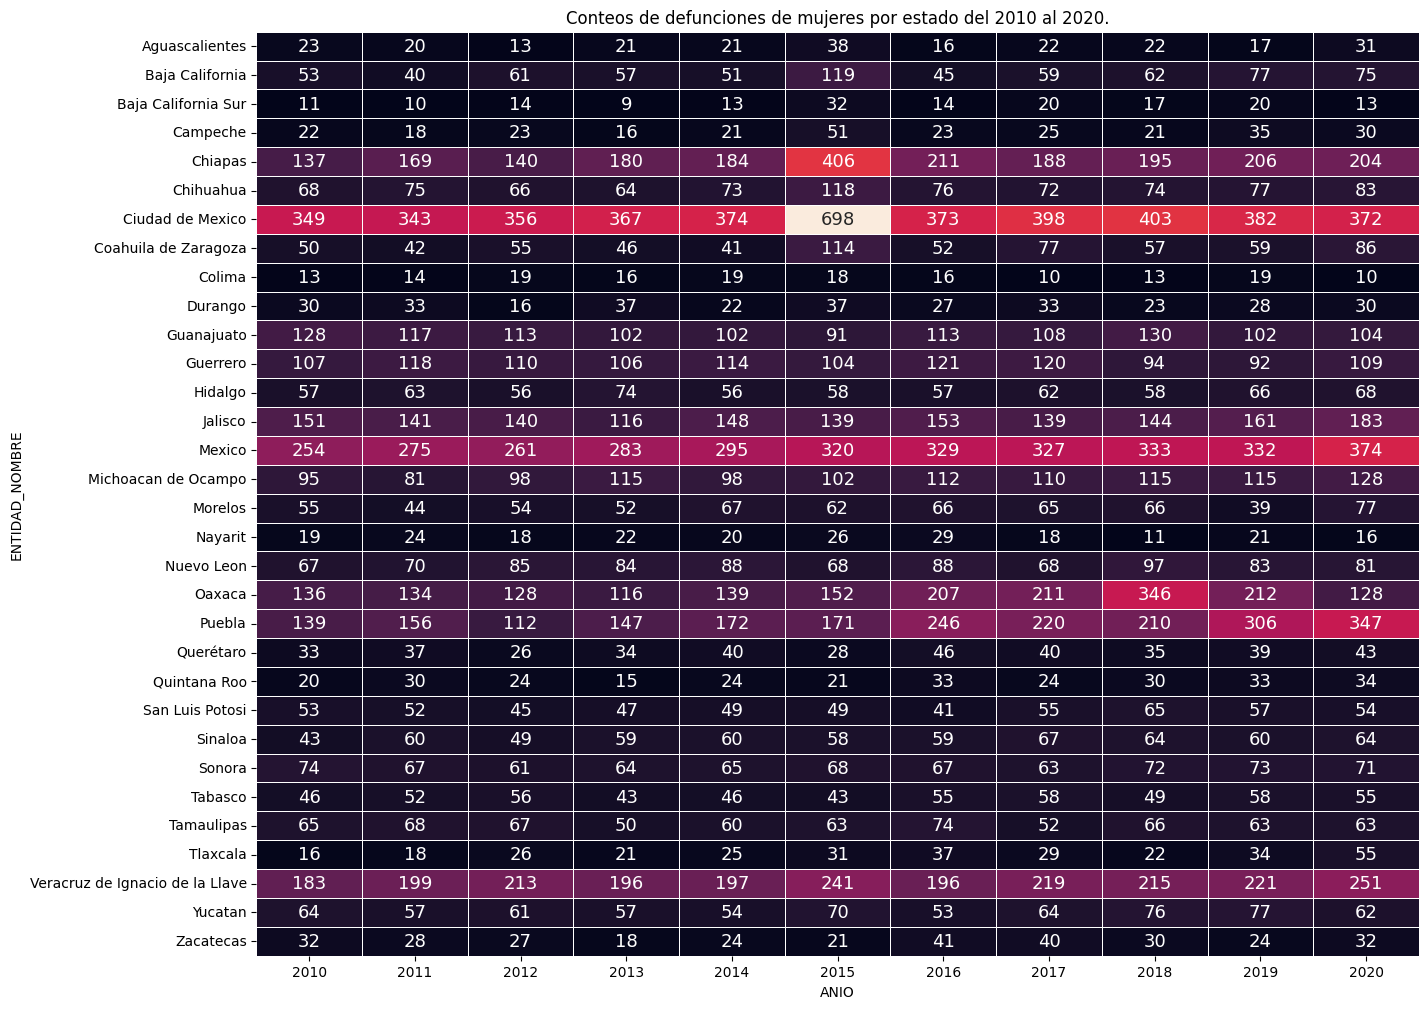 Conteos de defunciones de mujeres por estado del 2010 al 2020.
Aguascalientes 23 20 13 21 21 38 16 22 22 17 31
Baja California 53 40 61 57 51 119 45 59 62 77 75
Baja California Sur 11 10 14 9 13 32 14 20 17 20 13
Campeche 22 18 23 16 21 51 23 25 21 35 30
Chiapas 137 169 140 180 184 406 211 188 195 206 204
Chihuahua 68 75 66 64 73 118 76 72 74 77 83
Ciudad de Mexico 349 343 356 367 374 698 373 398 403 382 372
Coahuila de Zaragoza 50 42 55 46 41 114 52 77 57 59 86
Colima 13 14 19 16 19 18 16 10 13 19 10
Durango 30 33 16 37 22 37 27 33 23 28 30
Guanajuato 128 117 113 102 102 91 113 108 130 102 104
Guerrero 107 118 110 106 114 104 121 120 94 92 109
Hidalgo 57 63 56 74 56 58 57 62 58 66 68
Jalisco 151 141 140 116 148 139 153 139 144 161 183
Mexico 254 275 261 283 295 320 329 327 333 332 374
Michoacan de Ocampo 95 81 98 115 98 102 112 110 115 115 128
Morelos 55 44 54 52 67 62 66 65 66 39 77
Nayarit 19 24 18 22 20 26 29 18 11 21 16
Nuevo Leon 67 70 85 84 88 68 88 68 97 83 81
Oaxaca 136 134 128 116 139 152 207 211 346 212 128
Puebla 139 156 112 147 172 171 246 220 210 306 347
Querétaro 33 37 26 34 40 28 46 40 35 39 43
Quintana Roo 20 30 24 15 24 21 33 24 30 33 34
San Luis Potosi 53 52 45 47 49 49 41 55 65 57 54
Sinaloa 43 60 49 59 60 58 59 67 64 60 64
Sonora 74 67 61 64 65 68 67 63 72 73 71
Tabasco 46 52 56 43 46 43 55 58 49 58 55
Tamaulipas 65 68 67 50 60 63 74 52 66 63 63
Tlaxcala 16 18 26 21 25 31 37 29 22 34 55
Veracruz de Ignacio de la Llave 183 199 213 196 197 241 196 219 215 221 251
Yucatan 64 57 61 57 54 70 53 64 76 77 62
Zacatecas 32 28 27 18 24 21 41 40 30 24 32
2010 2011 2012 2013 2014 2015 2016 2017 2018 2019 2020
ANIO
ENTIDAD_NOMBRE